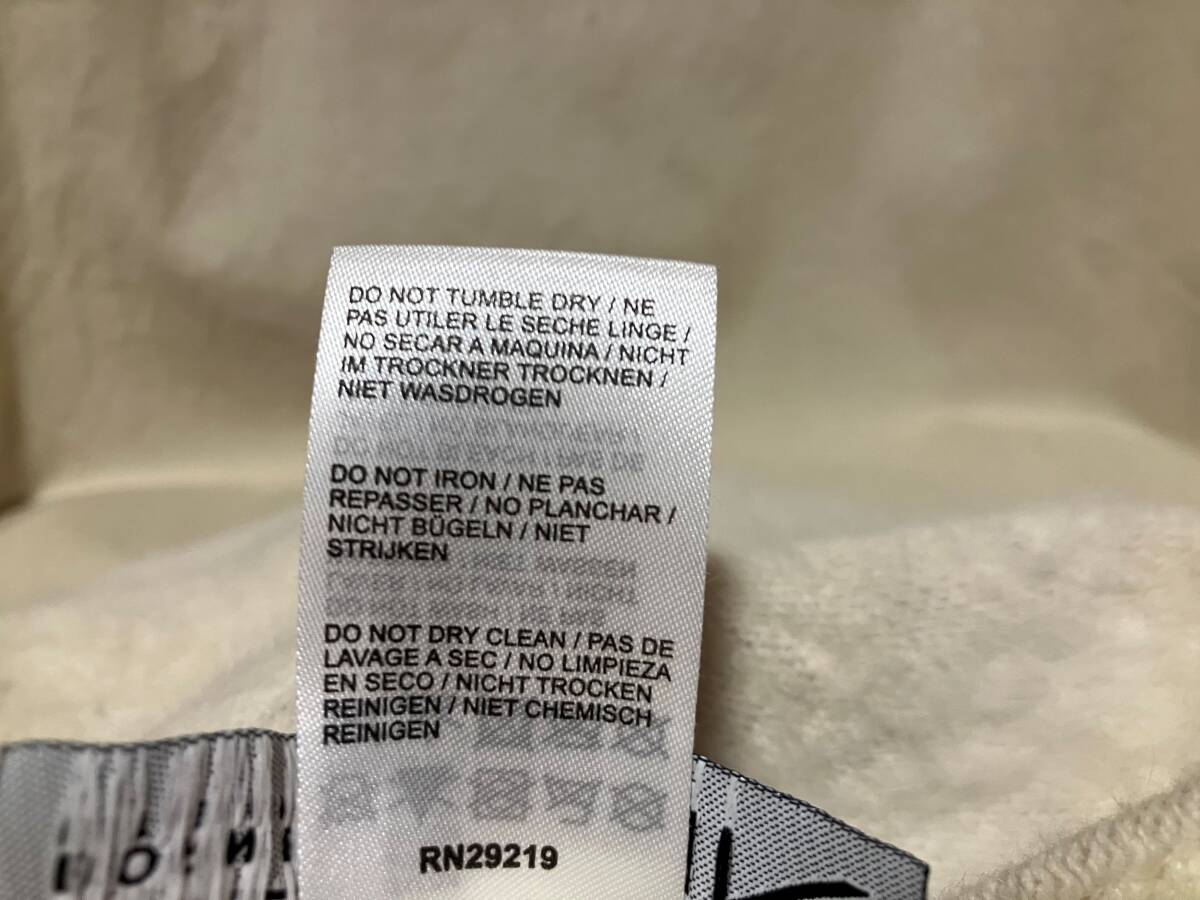 DO NOT TUMBLE DRY / NE
PAS UTILER LE SECHE LINGE /
NO SECAR A MAQUINA / NICHT
IM TROCKNER TROCKNEN /
NIET WASDROGEN
DO NOT IRON / NE PAS
REPASSER / NO PLANCHAR /
NICHT BÜGELN / NIET
STRIJKEN
DO NOT DRY CLEAN / PAS DE
LAVAGE A SEC / NO LIMPIEZA
EN SECO / NICHT TROCKEN
REINIGEN / NIET CHEMISCH
REINIGEN
RN29219